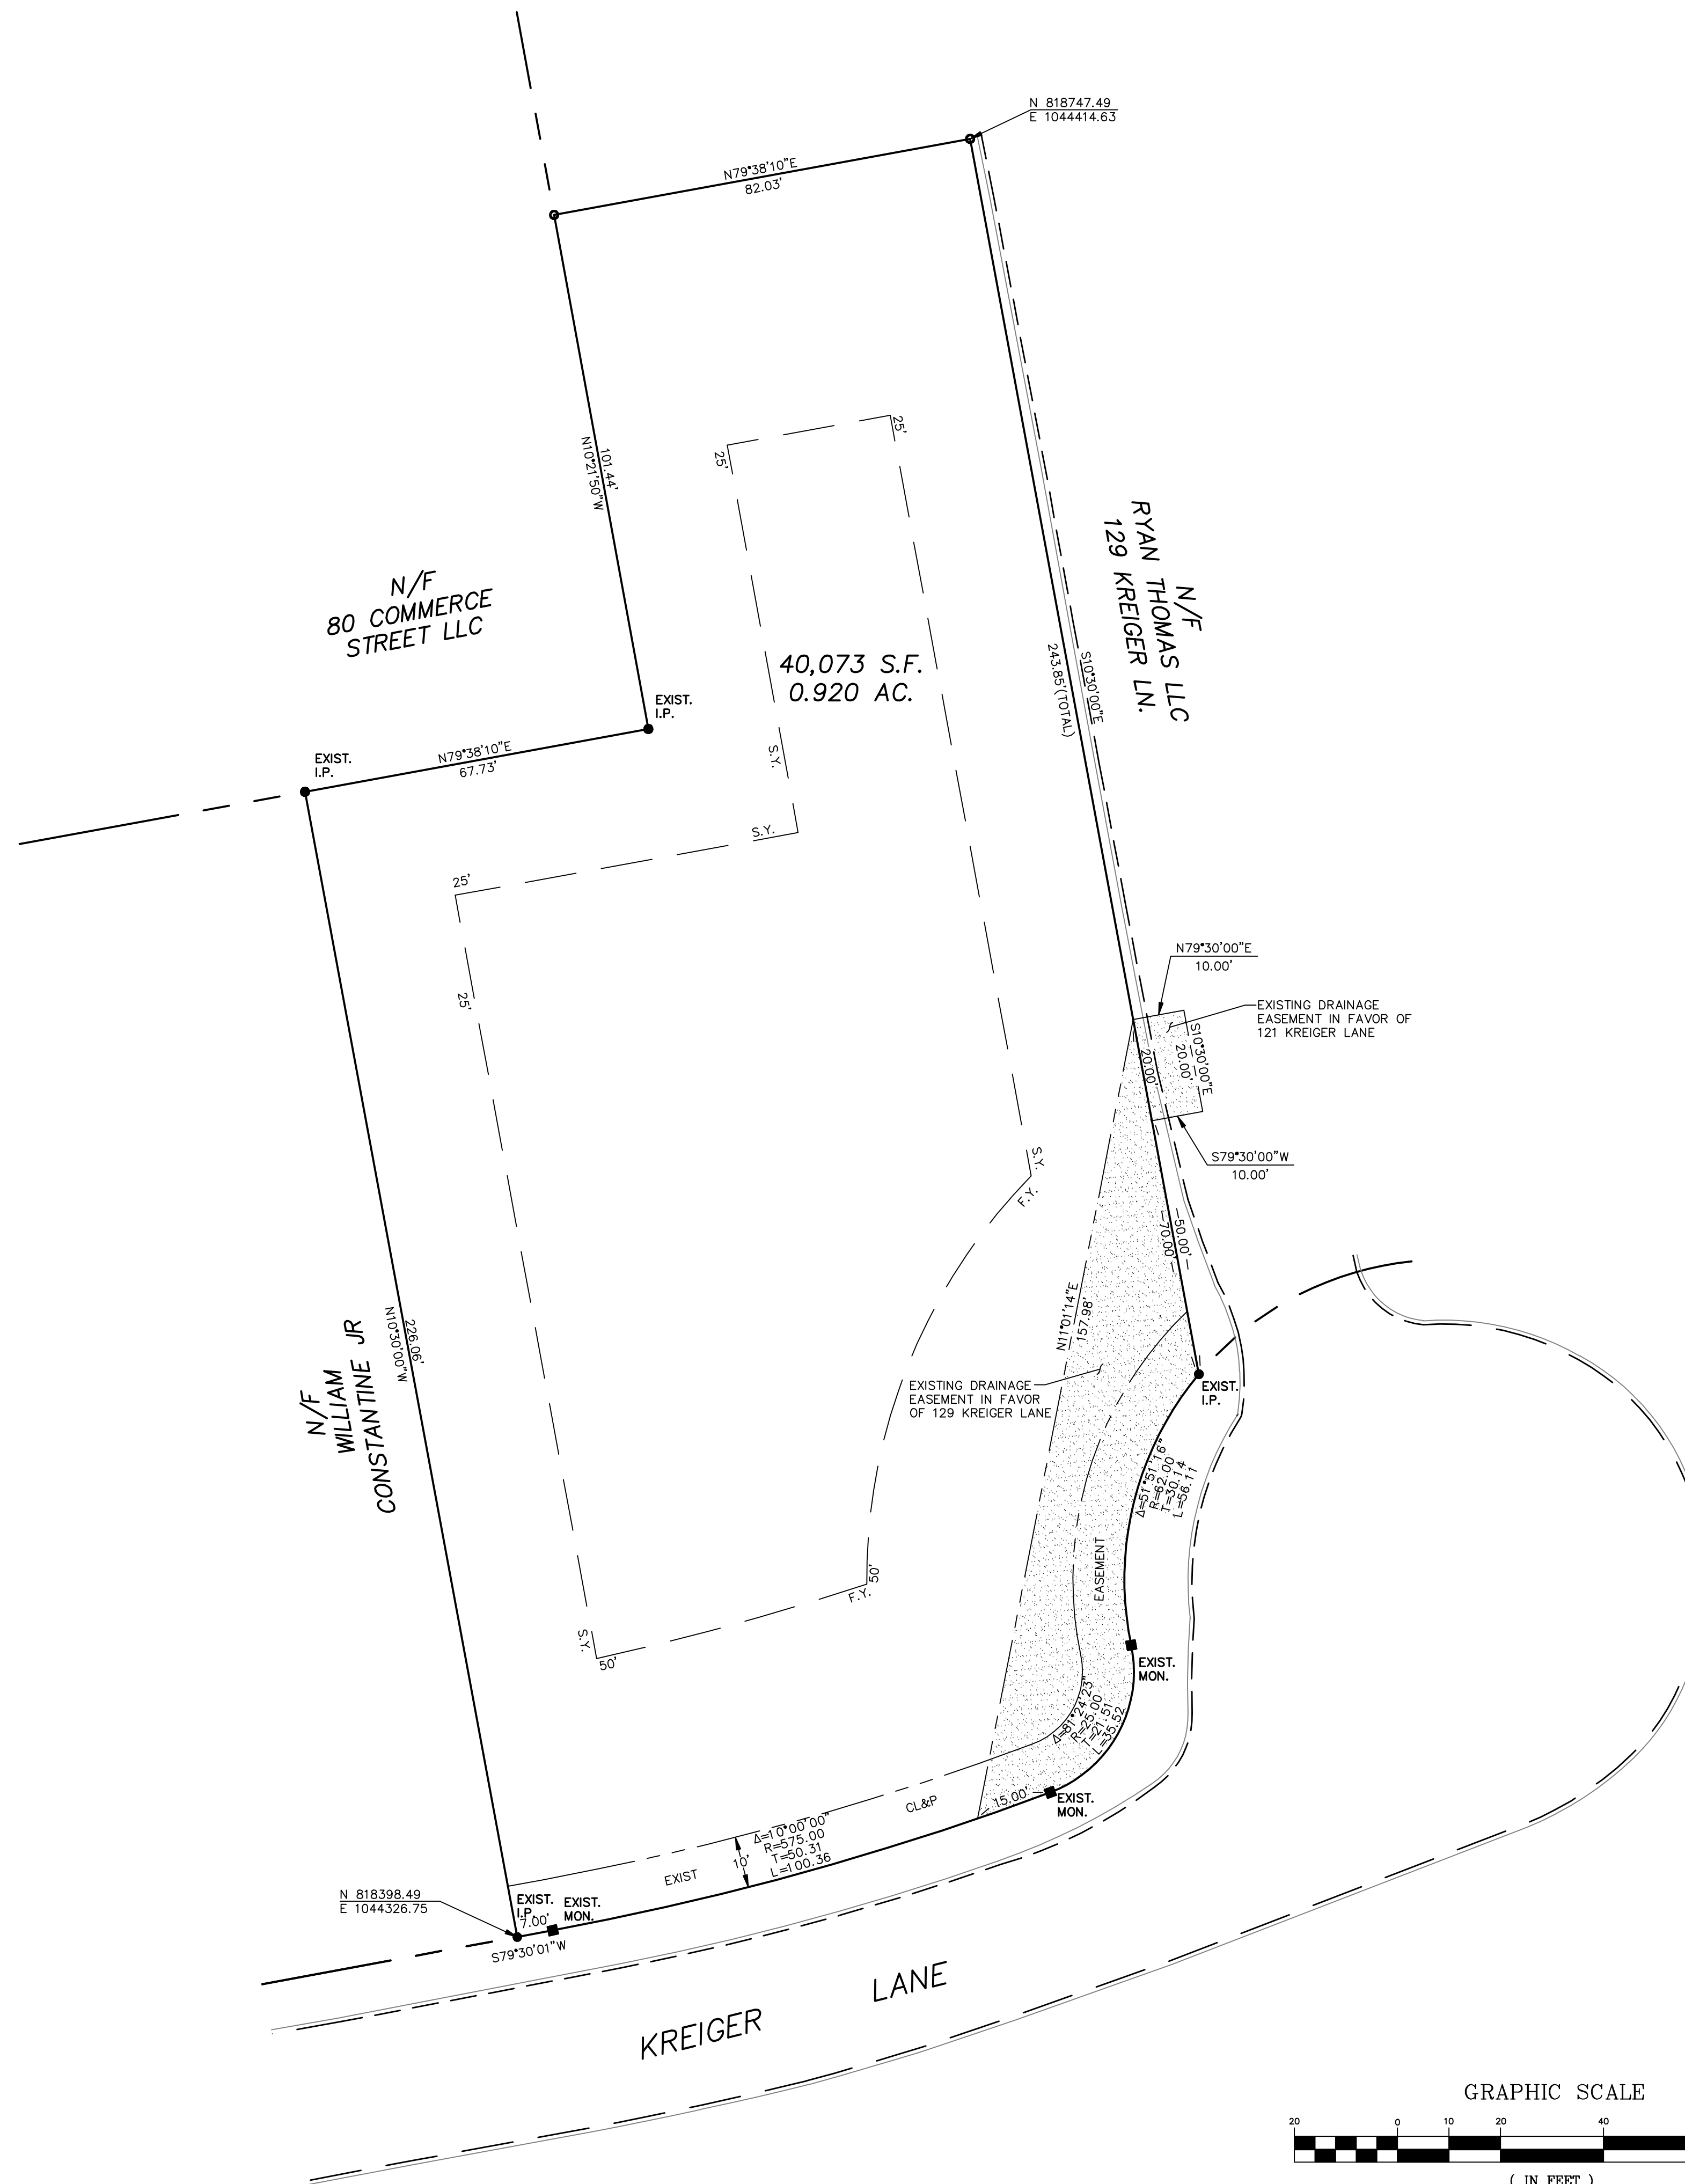 N 818747.49
E 1044414.63
N79°38'10"E
82.03'
25'
25'
101.44'
N10°21'50"W
N/F
RYAN THOMAS LLC
129 KREIGER LN.
N/F
80 COMMERCE
STREET LLC
40,073 S.F.
0.920 AC.
S10°30'00"E
243.85'(TOTAL)
EXIST.
I.P.
EXIST.
I.P.
N79°38'10"E
67.73'
S.Y.
S.Y.
25'
25'
N79°30'00"E
10.00'
EXISTING DRAINAGE
EASEMENT IN FAVOR OF
121 KREIGER LANE
S10°30'00"E
20.00'
20.00'
S79°30'00"W
10.00'
S.Y.
F.Y.
50.00'
70.00'
N11°01'14"E
157.98'
226.06'
N10°30'00"W
N/F
WILLIAM
CONSTANTINE JR
EXISTING DRAINAGE
EASEMENT IN FAVOR
OF 129 KREIGER LANE
EXIST.
I.P.
Δ=51°51'16"
R=62.00
T=30.14
L=56.11
EASEMENT
50'
F.Y.
S.Y.
50'
EXIST.
MON.
Δ=81°24'23"
R=25.00
T=21.51
L=35.52
15.00'
EXIST.
MON.
CL&P
Δ=10°00'00"
R=575.00
T=50.31
L=100.36
10'
EXIST
N 818398.49
E 1044326.75
EXIST.
I.P.
EXIST.
MON.
7.00'
S79°30'01"W
KREIGER LANE
GRAPHIC SCALE
20 0 10 20 40
( IN FEET )